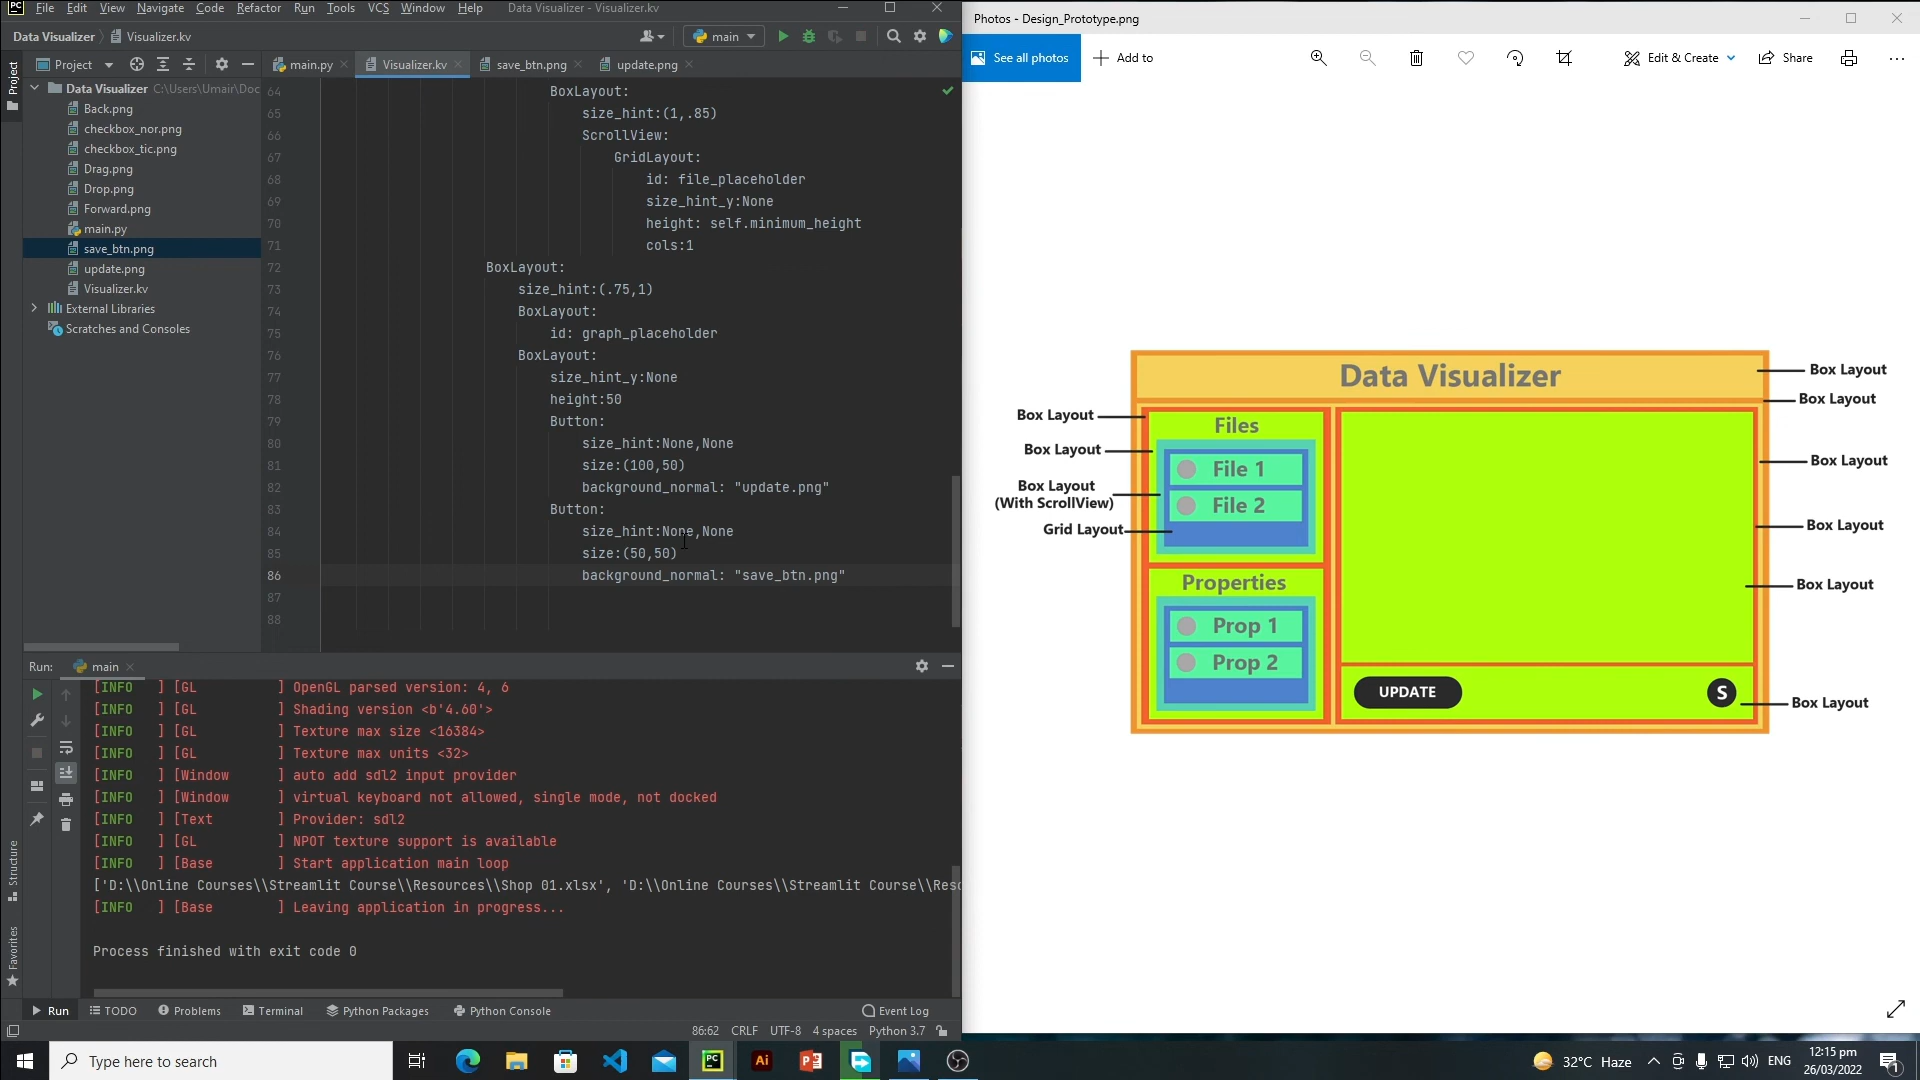 File Edit View Navigate Code Refactor Run Tools VCS Window Help Data Visualizer - Visualizer.kv
Data Visualizer Visualizer.kv main
Project main.py Visualizer.kv save_btn.png update.png
Project
Data Visualizer C:\Users\Umair\Doc
Back.png
checkbox_nor.png
checkbox_tic.png
Drag.png
Drop.png
Forward.png
main.py
save_btn.png
update.png
Visualizer.kv
External Libraries
Scratches and Consoles
64 BoxLayout:
65 size_hint:(1,.85)
66 ScrollView:
67 GridLayout:
68 id: file_placeholder
69 size_hint_y:None
70 height: self.minimum_height
71 cols:1
72 BoxLayout:
73 size_hint:(.75,1)
74 BoxLayout:
75 id: graph_placeholder
76 BoxLayout:
77 size_hint_y:None
78 height:50
79 Button:
80 size_hint:None,None
81 size:(100,50)
82 background_normal: "update.png"
83 Button:
84 size_hint:None,None
85 size:(50,50)
86 background_normal: "save_btn.png"
87
88
Run: main
[INFO ] [GL ] OpenGL parsed version: 4, 6
[INFO ] [GL ] Shading version <b'4.60'>
[INFO ] [GL ] Texture max size <16384>
[INFO ] [GL ] Texture max units <32>
[INFO ] [Window ] auto add sdl2 input provider
[INFO ] [Window ] virtual keyboard not allowed, single mode, not docked
[INFO ] [Text ] Provider: sdl2
[INFO ] [GL ] NPOT texture support is available
[INFO ] [Base ] Start application main loop
['D:\\Online Courses\\Streamlit Course\\Resources\\Shop 01.xlsx', 'D:\\Online Courses\\Streamlit Course\\Reso
[INFO ] [Base ] Leaving application in progress...
Process finished with exit code 0
Structure
Favorites
Run TODO Problems Terminal Python Packages Python Console Event Log
86:62 CRLF UTF-8 4 spaces Python 3.7
Photos - Design_Prototype.png
See all photos Add to Edit & Create Share
Data Visualizer
Box Layout
Box Layout
Box Layout
Files
Box Layout
Box Layout
File 1
Box Layout
(With ScrollView)
File 2
Grid Layout
Box Layout
Properties
Box Layout
Prop 1
Prop 2
UPDATE
S
Box Layout
PC
Type here to search
PC
Ai
P
32°C Haze
ENG
12:15 pm
26/03/2022
1